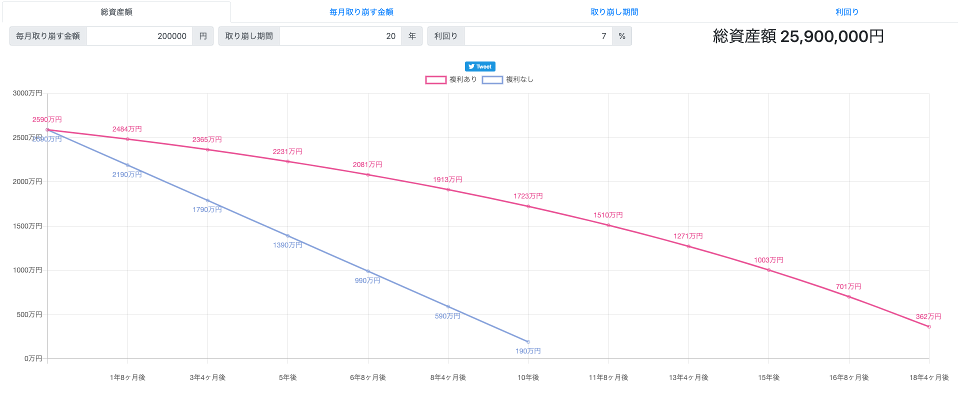 総資産額 毎月取り崩す金額 取り崩し期間 利回り
毎月取り崩す金額 200000 円 取り崩し期間 20 年 利回り 7 %
総資産額 25,900,000円
Tweet
複利あり 複利なし
3000万円
2500万円
2000万円
1500万円
1000万円
500万円
0万円
2590万円
2484万円
2365万円
2231万円
2081万円
1913万円
1723万円
1510万円
1271万円
1003万円
701万円
362万円
2590万円
2190万円
1790万円
1390万円
990万円
590万円
190万円
1年8ヶ月後 3年4ヶ月後 5年後 6年8ヶ月後 8年4ヶ月後 10年後 11年8ヶ月後 13年4ヶ月後 15年後 16年8ヶ月後 18年4ヶ月後